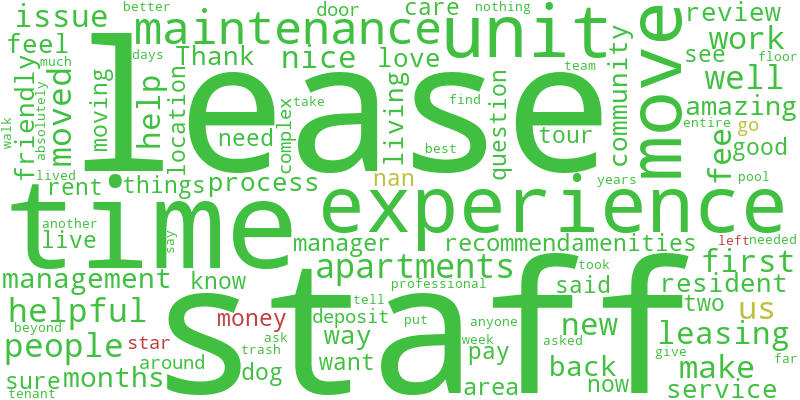 better
door
care
nothing
issue
maintenance
unit
move
review
feel
days
Thank
nice
love
see
work
much
lease
team
floor
friendly
absolutely
walk
moved
moving
help
location
need
complex
take
living
find
question
tour
community
well
amazing
entire
go
fee
good
best
lived
rent
things
process
nan
years
pool
time
experience
another
live
say
manager
recommend
amenities
left
needed
management
know
apartments
took
first
staff
said
resident
helpful
beyond
money
tell
professional
deposit
put
anyone
new
two
us
people
star
around
trash
ask
way
want
week
pay
asked
leasing
give
far
sure
months
dog
area
back
now
make
service
tenant